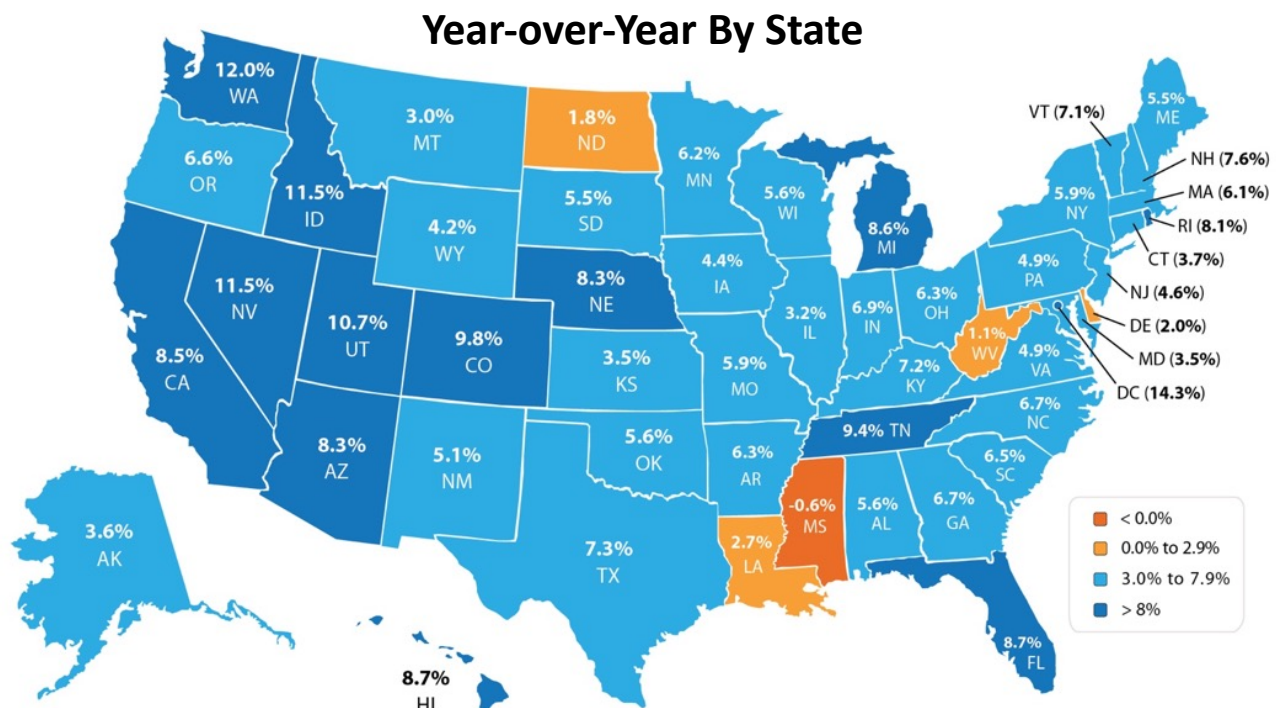 Year-over-Year By State
12.0%
WA
3.0%
MT
1.8%
ND
6.2%
MN
5.5%
ME
VT (7.1%)
NH (7.6%)
MA (6.1%)
RI (8.1%)
CT (3.7%)
NJ (4.6%)
DE (2.0%)
MD (3.5%)
DC (14.3%)
6.6%
OR
11.5%
ID
4.2%
WY
5.5%
SD
5.6%
WI
8.6%
MI
5.9%
NY
4.9%
PA
11.5%
NV
8.3%
NE
4.4%
IA
3.2%
IL
6.9%
IN
6.3%
OH
1.1%
WV
4.9%
VA
8.5%
CA
10.7%
UT
9.8%
CO
3.5%
KS
5.9%
MO
7.2%
KY
6.7%
NC
8.3%
AZ
5.1%
NM
5.6%
OK
6.3%
AR
9.4% TN
6.5%
SC
7.3%
TX
2.7%
LA
-0.6%
MS
5.6%
AL
6.7%
GA
3.6%
AK
8.7%
HI
8.7%
FL
< 0.0%
0.0% to 2.9%
3.0% to 7.9%
> 8%